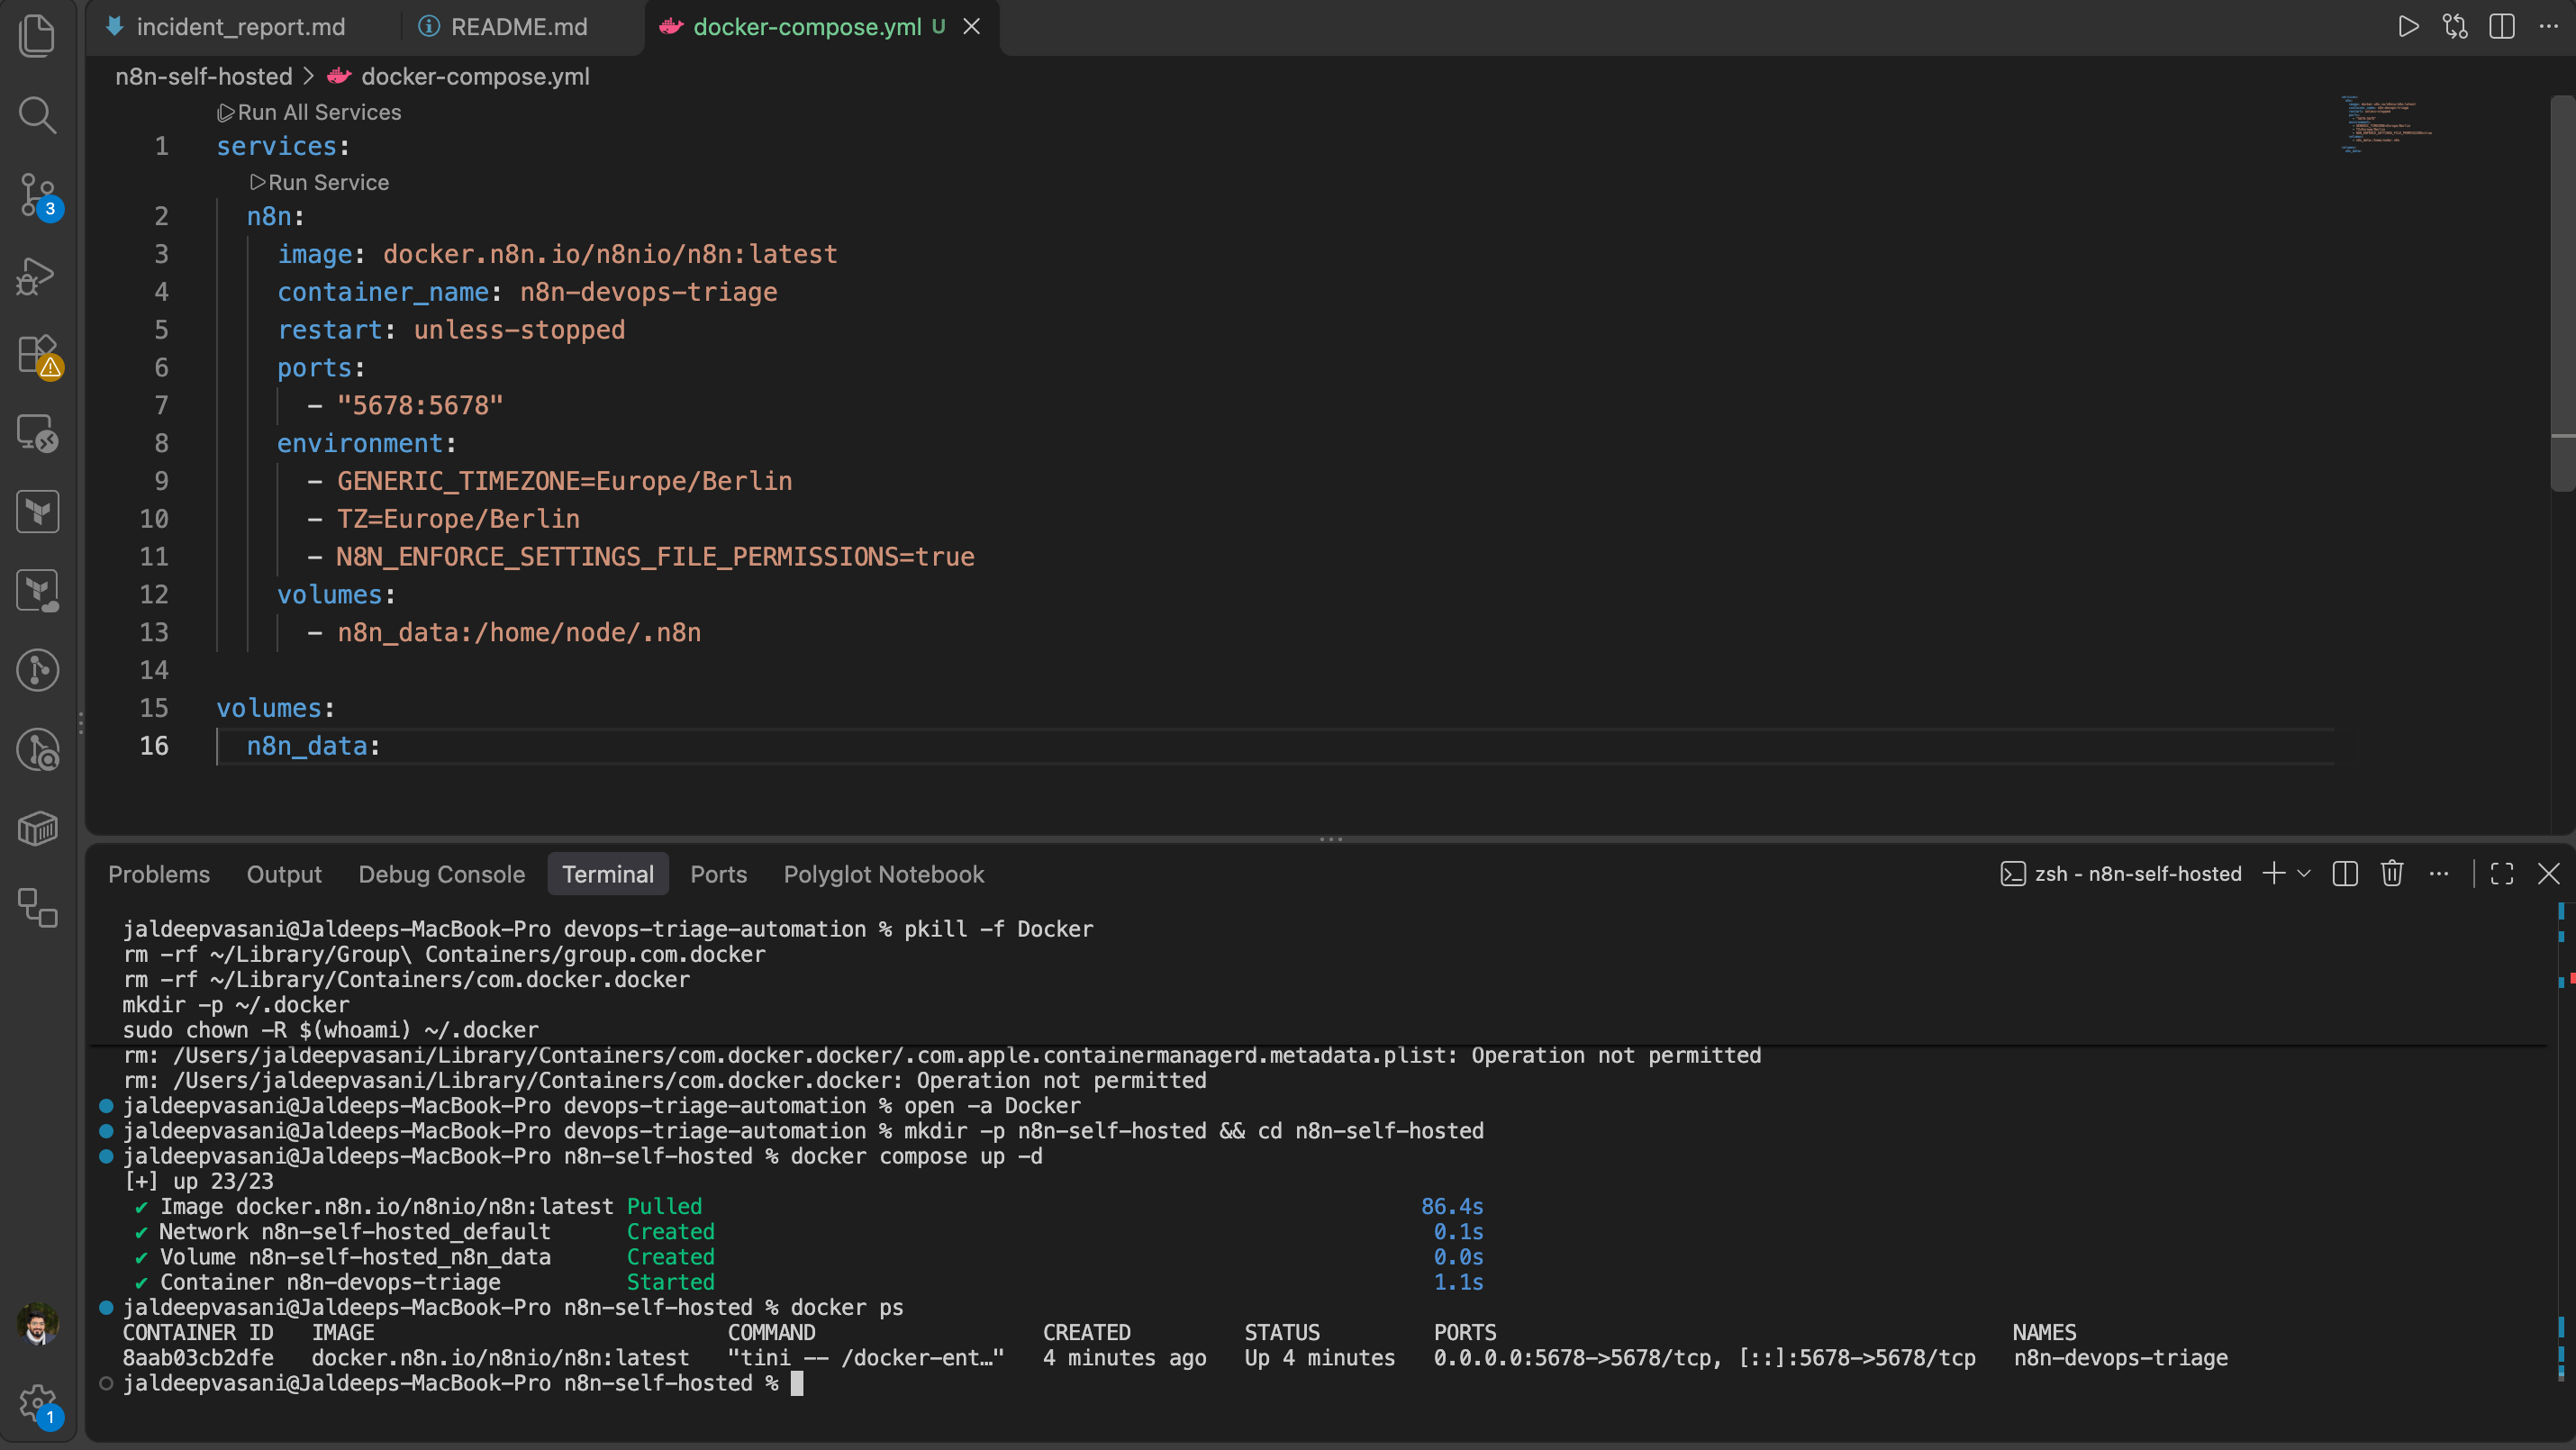 incident_report.md
README.md
docker-compose.yml U
n8n-self-hosted > docker-compose.yml
Run All Services
1 services:
Run Service
2 n8n:
3 image: docker.n8n.io/n8nio/n8n:latest
4 container_name: n8n-devops-triage
5 restart: unless-stopped
6 ports:
7 - "5678:5678"
8 environment:
9 - GENERIC_TIMEZONE=Europe/Berlin
10 - TZ=Europe/Berlin
11 - N8N_ENFORCE_SETTINGS_FILE_PERMISSIONS=true
12 volumes:
13 - n8n_data:/home/node/.n8n
14
15 volumes:
16 n8n_data:
3
1
Problems Output Debug Console Terminal Ports Polyglot Notebook
zsh - n8n-self-hosted
jaldeepvasani@Jaldeeps-MacBook-Pro devops-triage-automation % pkill -f Docker
rm -rf ~/Library/Group\ Containers/group.com.docker
rm -rf ~/Library/Containers/com.docker.docker
mkdir -p ~/.docker
sudo chown -R $(whoami) ~/.docker
rm: /Users/jaldeepvasani/Library/Containers/com.docker.docker/.com.apple.containermanagerd.metadata.plist: Operation not permitted
rm: /Users/jaldeepvasani/Library/Containers/com.docker.docker: Operation not permitted
jaldeepvasani@Jaldeeps-MacBook-Pro devops-triage-automation % open -a Docker
jaldeepvasani@Jaldeeps-MacBook-Pro devops-triage-automation % mkdir -p n8n-self-hosted && cd n8n-self-hosted
jaldeepvasani@Jaldeeps-MacBook-Pro n8n-self-hosted % docker compose up -d
[+] up 23/23
✔ Image docker.n8n.io/n8nio/n8n:latest Pulled 86.4s
✔ Network n8n-self-hosted_default Created 0.1s
✔ Volume n8n-self-hosted_n8n_data Created 0.0s
✔ Container n8n-devops-triage Started 1.1s
jaldeepvasani@Jaldeeps-MacBook-Pro n8n-self-hosted % docker ps
CONTAINER ID IMAGE COMMAND CREATED STATUS PORTS NAMES
8aab03cb2dfe docker.n8n.io/n8nio/n8n:latest "tini -- /docker-ent…" 4 minutes ago Up 4 minutes 0.0.0.0:5678->5678/tcp, [::]:5678->5678/tcp n8n-devops-triage
jaldeepvasani@Jaldeeps-MacBook-Pro n8n-self-hosted %